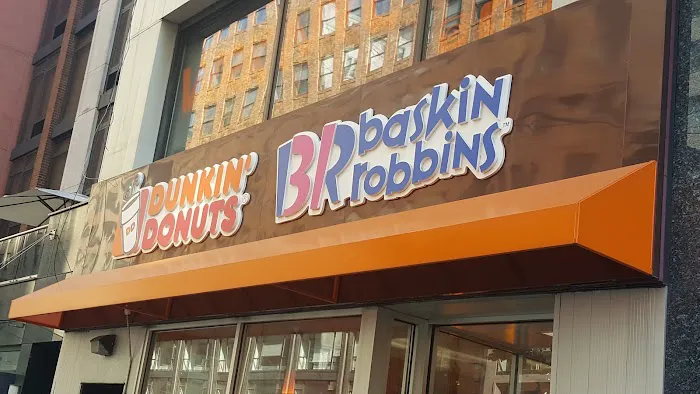 DUNKIN'
DONUTS
BR
baskin
robbins